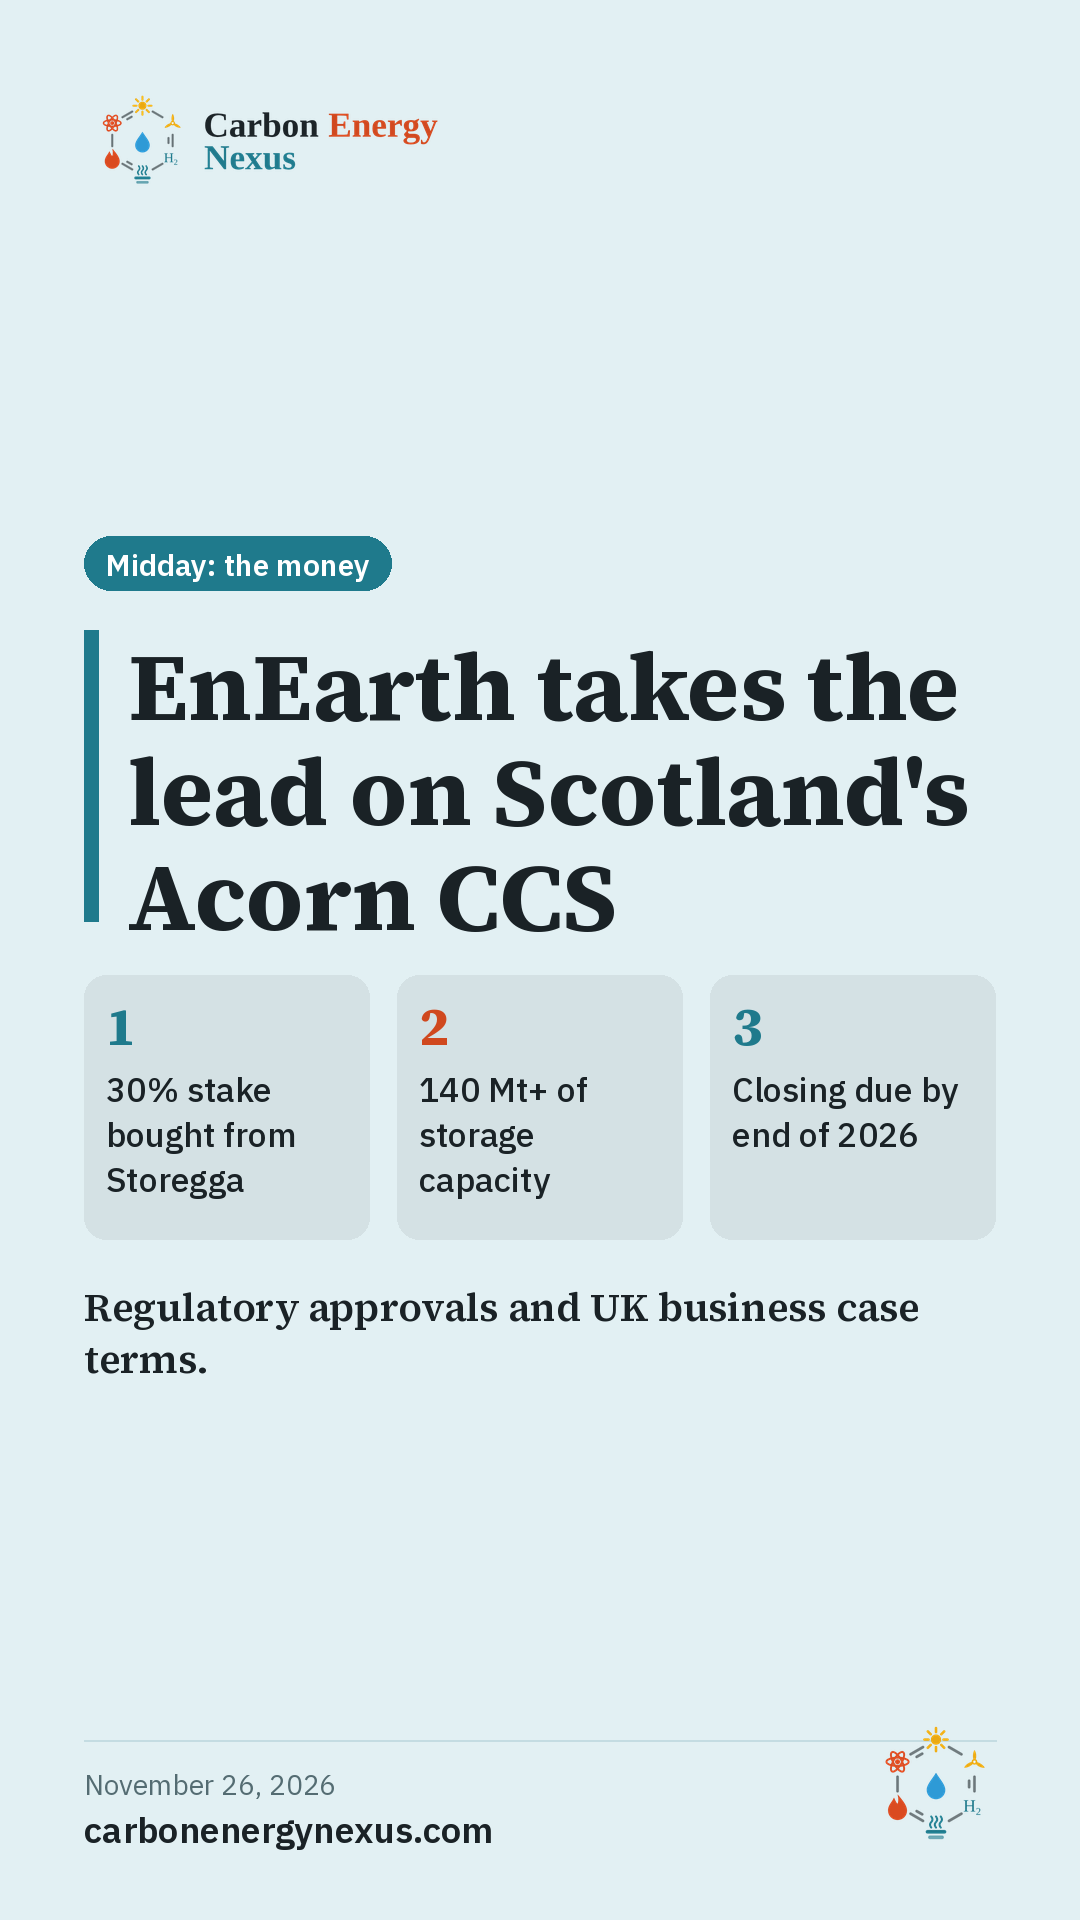 Carbon Energy
Nexus
H₂
Midday: the money
EnEarth takes the
lead on Scotland's
Acorn CCS
1
30% stake
bought from
Storegga
2
140 Mt+ of
storage
capacity
3
Closing due by
end of 2026
Regulatory approvals and UK business case
terms.
November 26, 2026
carbonenergynexus.com
H₂